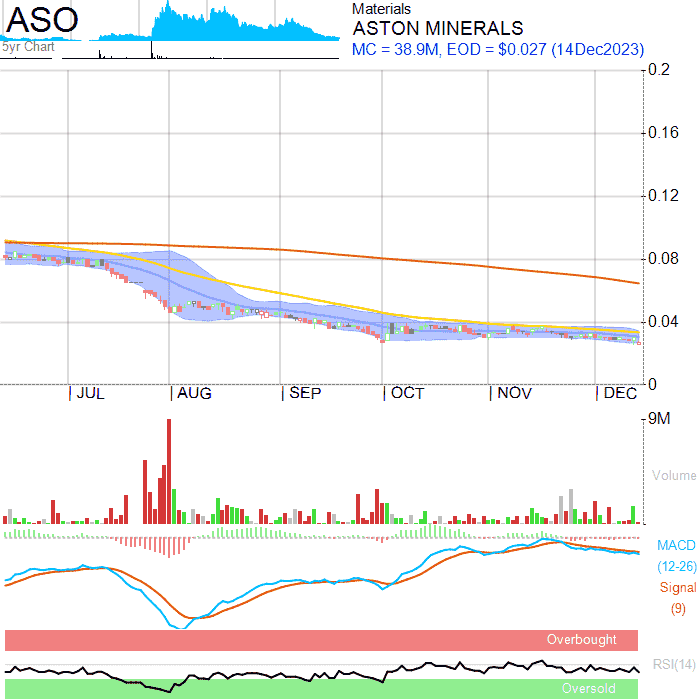 ASO
5yr Chart
Materials
ASTON MINERALS
MC = 38.9M, EOD = $0.027 (14Dec2023)
0.2
0.16
0.12
0.08
0.04
0
JUL AUG SEP OCT NOV DEC
9M
Volume
MACD
(12-26)
Signal
(9)
Overbought
RSI(14)
Oversold